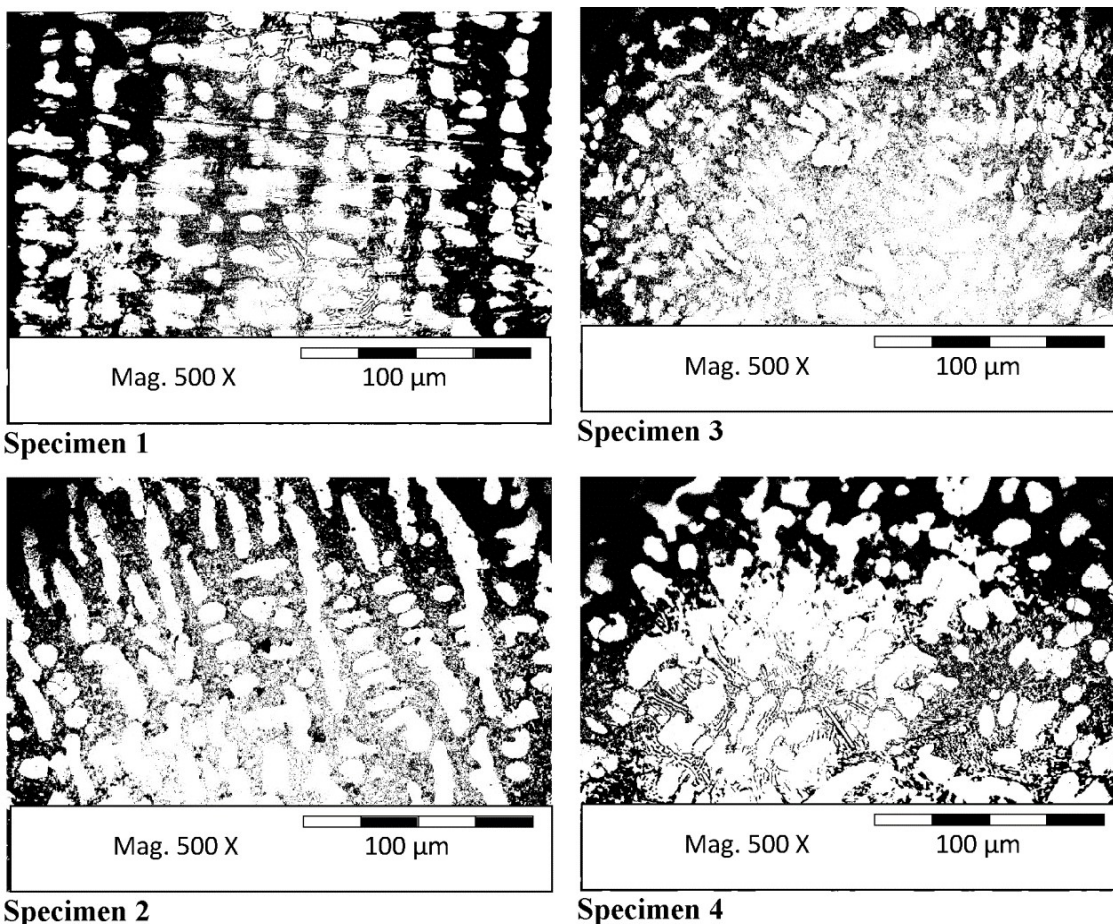 Mag. 500 X
100 µm
Specimen 1
Mag. 500 X
100 µm
Specimen 3
Mag. 500 X
100 µm
Specimen 2
Mag. 500 X
100 µm
Specimen 4